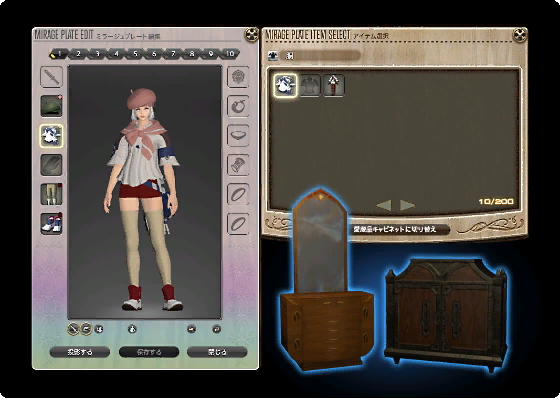 MIRAGE PLATE EDIT ミラージュプレート編集
1 2 3 4 5 6 7 8 9 10
投影する 保存する 閉じる
MIRAGE PLATE ITEM SELECT アイテム選択
胴
10/200
愛蔵品キャビネットに切り替え